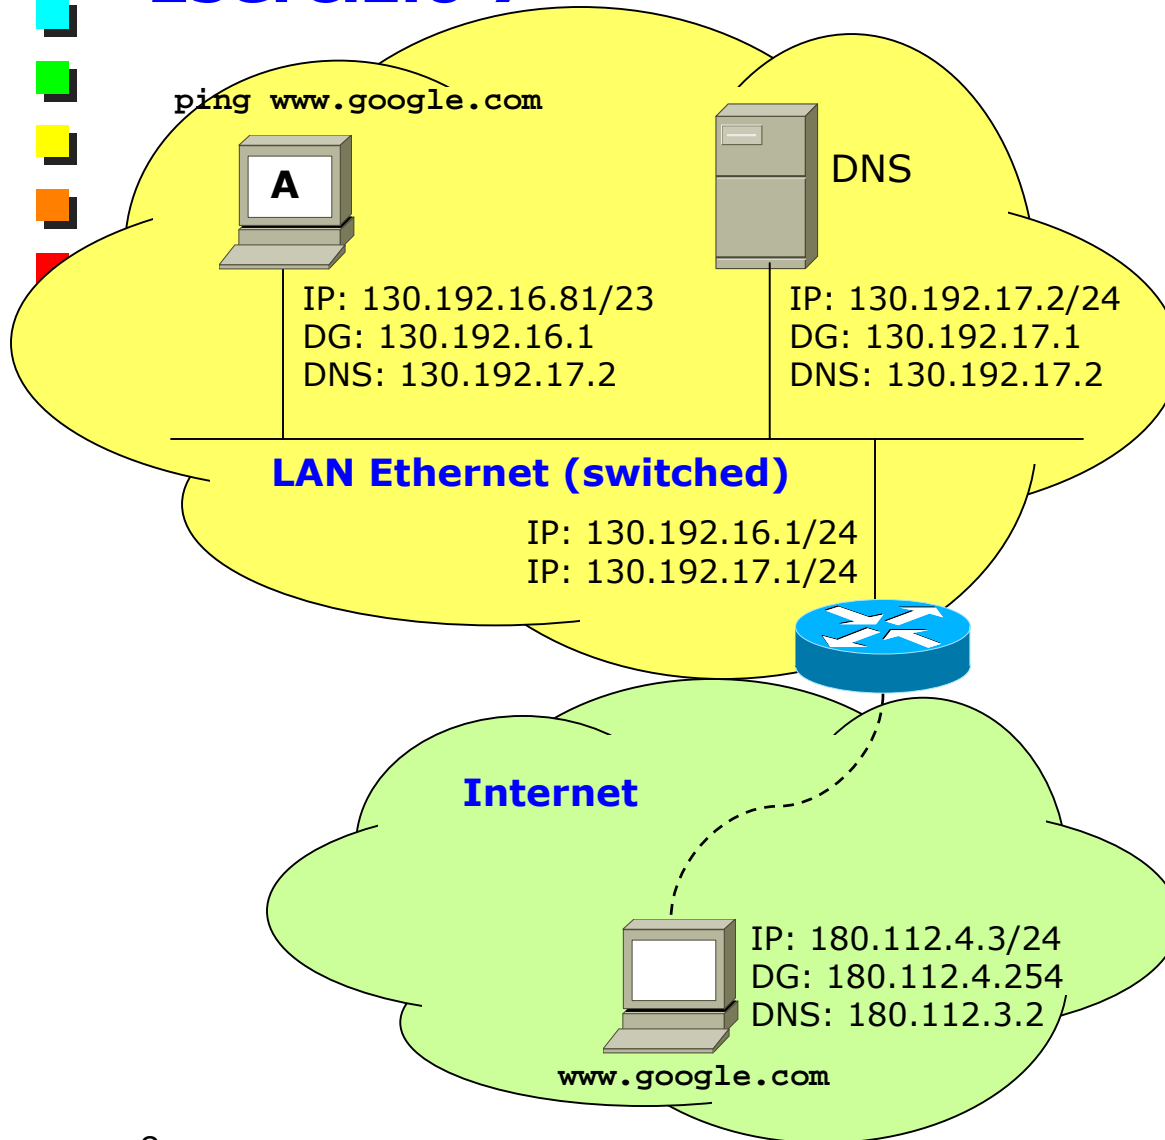 ping www.google.com
A
DNS
IP: 130.192.16.81/23
DG: 130.192.16.1
DNS: 130.192.17.2
IP: 130.192.17.2/24
DG: 130.192.17.1
DNS: 130.192.17.2
LAN Ethernet (switched)
IP: 130.192.16.1/24
IP: 130.192.17.1/24
Internet
IP: 180.112.4.3/24
DG: 180.112.4.254
DNS: 180.112.3.2
www.google.com